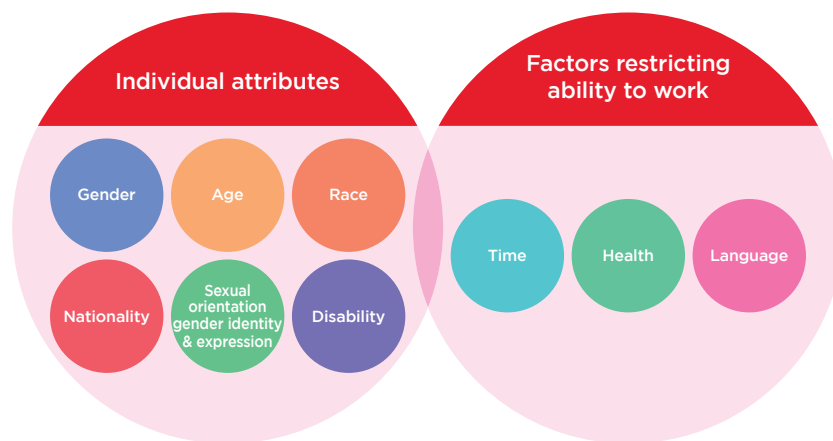 Individual attributes
Factors restricting
ability to work
Gender
Age
Race
Nationality
Sexual
orientation
gender identity
& expression
Disability
Time
Health
Language